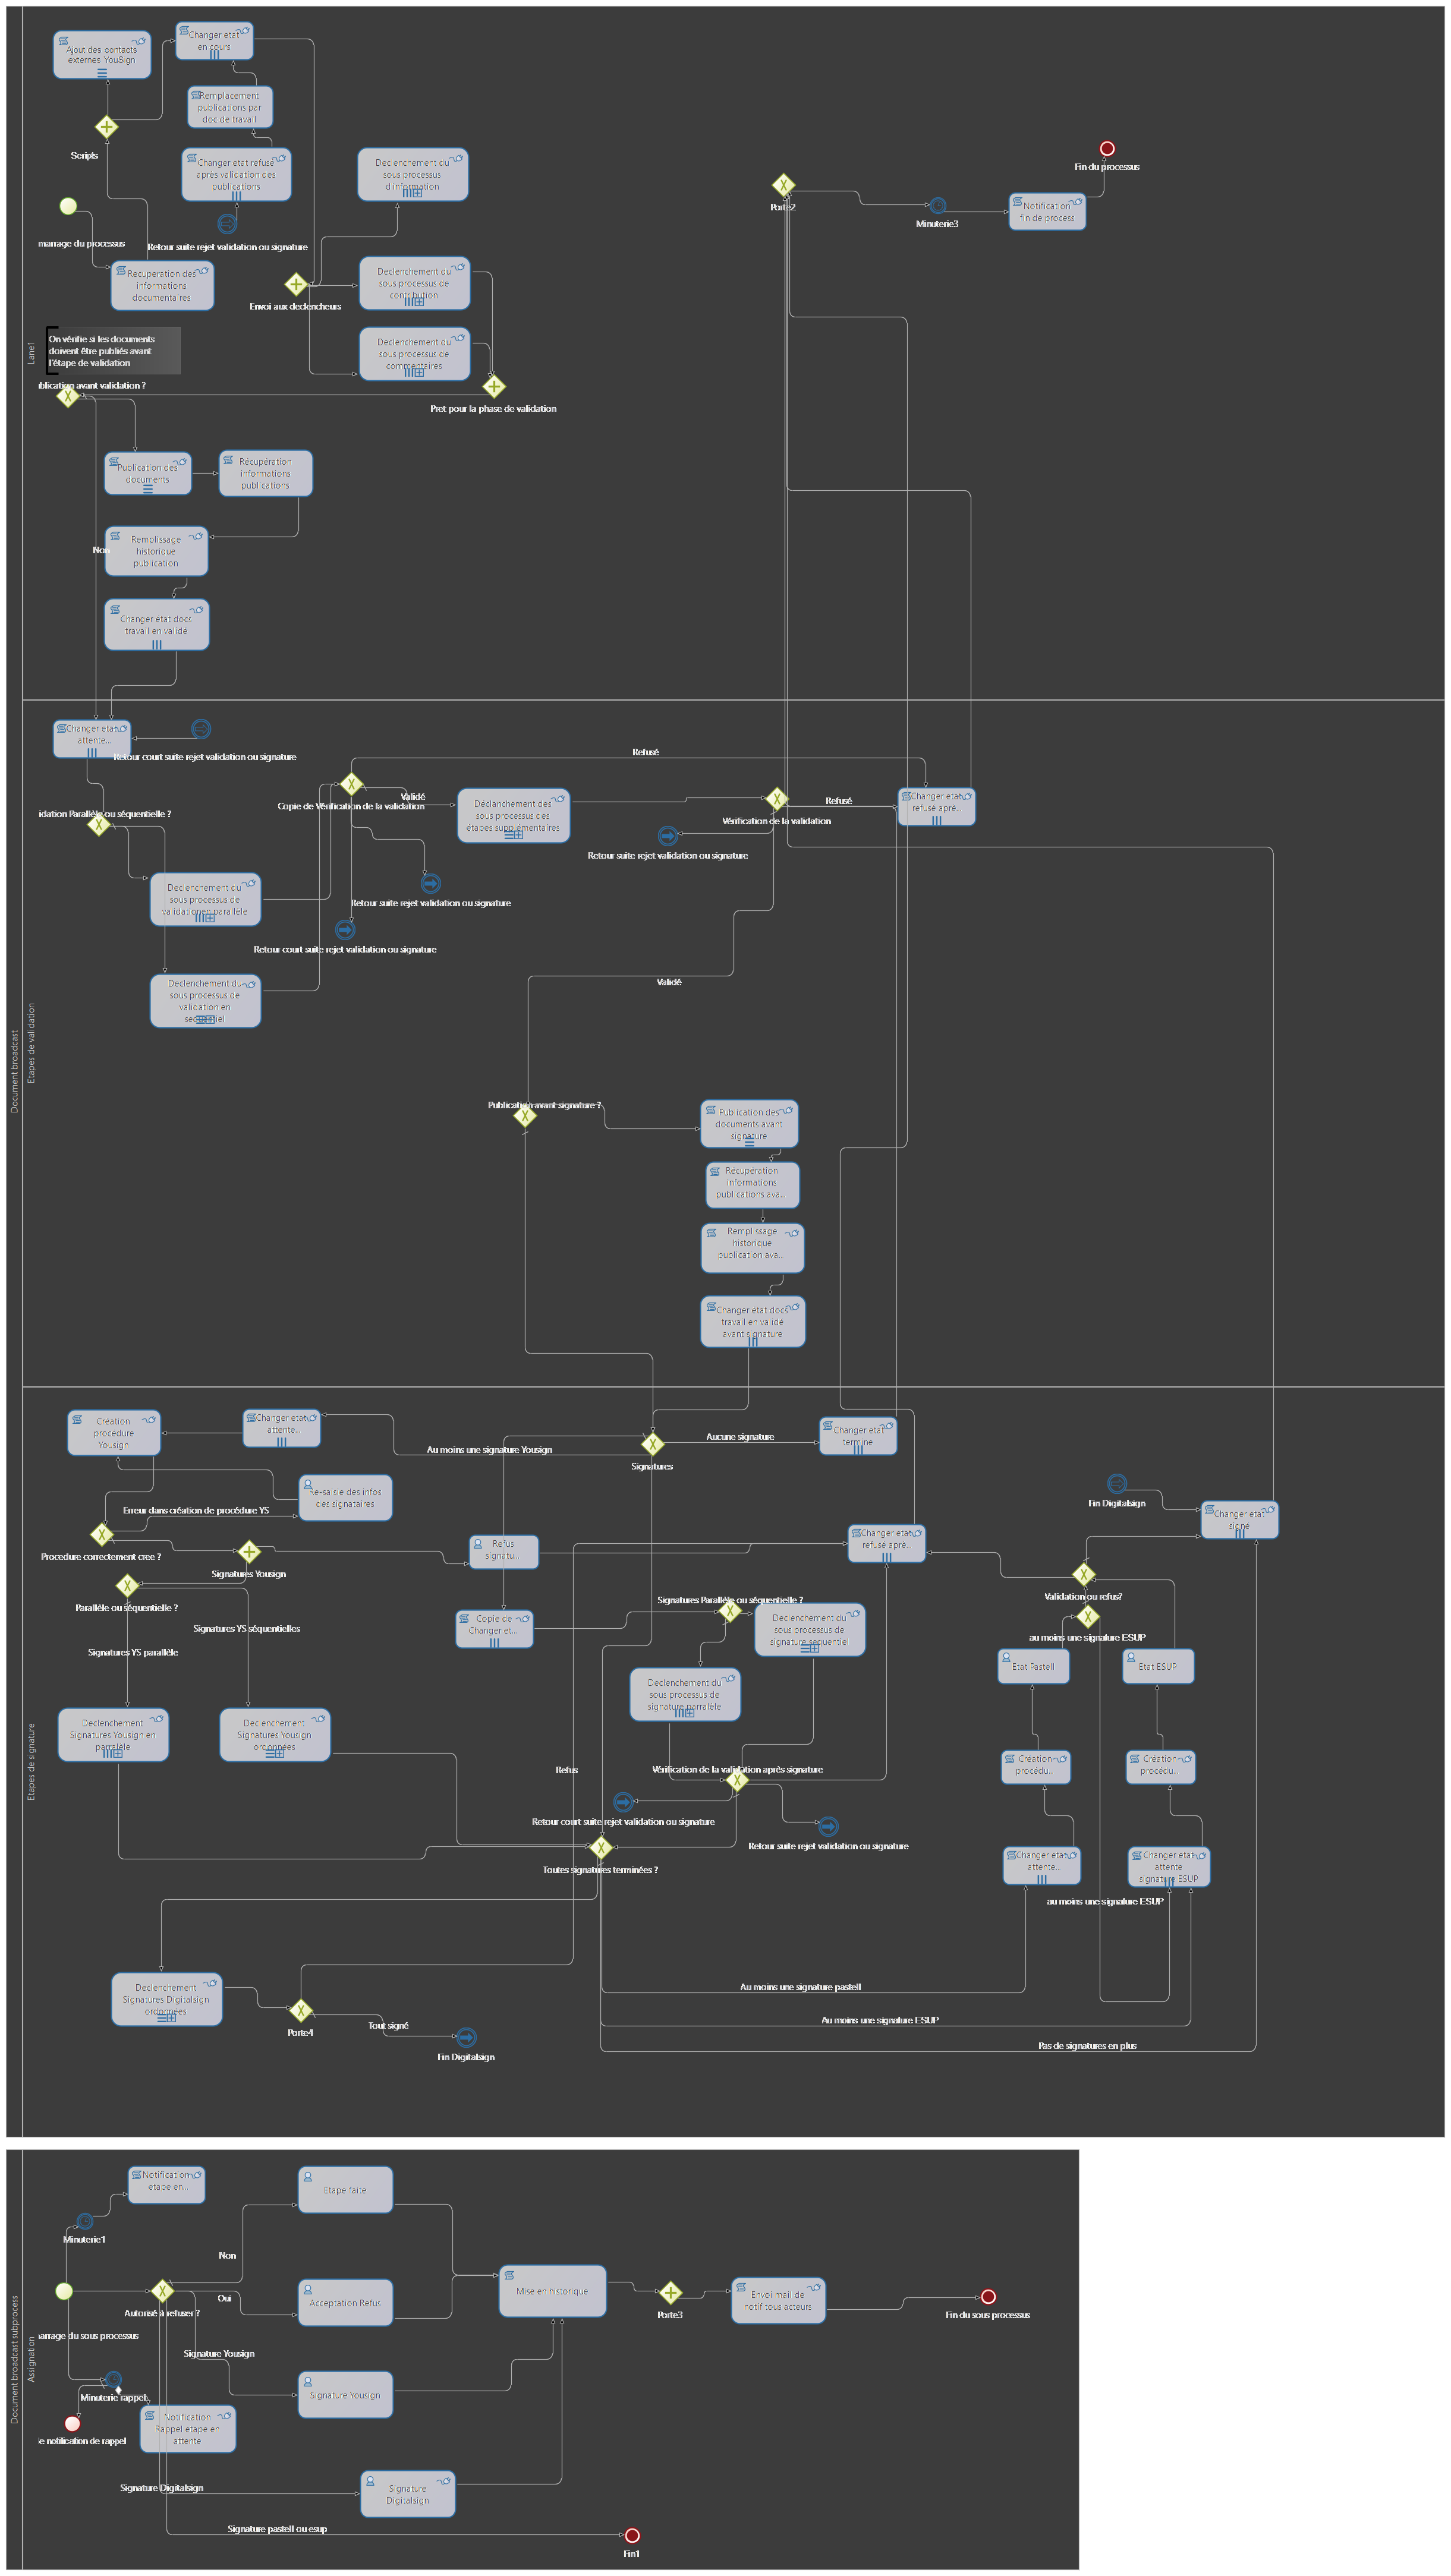 Document broadcast
Lane1
Ajout des contacts
externes YouSign
Changer etat
en cours
Remplacement
publications par
doc de travail
Scripts
Changer etat refusé
après validation des
publications
Declenchement du
sous processus
d'information
Fin du processus
Porte2
Notification
fin de process
Minuterie3
marrage du processus
Retour suite rejet validation ou signature
Recuperation des
informations
documentaires
Declenchement du
sous processus de
contribution
Envoi aux declencheurs
On vérifie si les documents
doivent être publiés avant
l'étape de validation
Declenchement du
sous processus de
commentaires
blication avant validation ?
Pret pour la phase de validation
Publication des
documents
Récupération
informations
publications
Non
Remplissage
historique
publication
Changer état docs
travail en validé
Etapes de validation
Changer etat
attente...
Retour court suite rejet validation ou signature
Refusé
Validé
Copie de Vérification de la validation
Déclanchement des
sous processus des
étapes supplémentaires
Refusé
Changer etat
refusé aprè...
idation Parallèle ou séquentielle ?
Vérification de la validation
Retour suite rejet validation ou signature
Declenchement du
sous processus de
validationen parallèle
Retour suite rejet validation ou signature
Retour court suite rejet validation ou signature
Declenchement du
sous processus de
validation en
sequentiel
Validé
Publication avant signature ?
Publication des
documents avant
signature
Récupération
informations
publications ava...
Remplissage
historique
publication ava...
Changer état docs
travail en validé
avant signature
Etapes de signature
Création
procédure
Yousign
Changer etat
attente...
Au moins une signature Yousign
Aucune signature
Changer etat
termine
Signatures
Re-saisie des infos
des signataires
Erreur dans création de procédure YS
Fin Digitalsign
Changer etat
signé
Procedure correctement cree ?
Signatures Yousign
Refus
signatu...
Changer etat
refusé aprè...
Parallèle ou séquentielle ?
Validation ou refus?
Signatures YS séquentielles
Signatures YS parallèle
Copie de
Changer et...
Signatures Parallèle ou séquentielle ?
Declenchement du
sous processus de
signature sequentiel
au moins une signature ESUP
Etat Pastell
Etat ESUP
Declenchement du
sous processus de
signature parralèle
Declenchement
Signatures Yousign en
parralèle
Declenchement
Signatures Yousign
ordonnées
Refus
Vérification de la validation après signature
Création
procédu...
Création
procédu...
Retour court suite rejet validation ou signature
Retour suite rejet validation ou signature
Toutes signatures terminées ?
Changer etat
attente...
Changer etat
attente
signature ESUP
au moins une signature ESUP
Declenchement
Signatures Digitalsign
ordonnées
Au moins une signature pastell
Porte4
Tout signé
Au moins une signature ESUP
Fin Digitalsign
Pas de signatures en plus
Document broadcast subprocess
Assignation
Notification
etape en...
Etape faite
Minuterie1
Non
Mise en historique
Acceptation Refus
Oui
Autorisé à refuser ?
Porte3
Envoi mail de
notif tous acteurs
Fin du sous processus
arrage du sous processus
Signature Yousign
Minuterie rappel
Signature Yousign
Notification
Rappel etape en
attente
le notification de rappel
Signature Digitalsign
Signature
Digitalsign
Signature pastell ou esup
Fin1